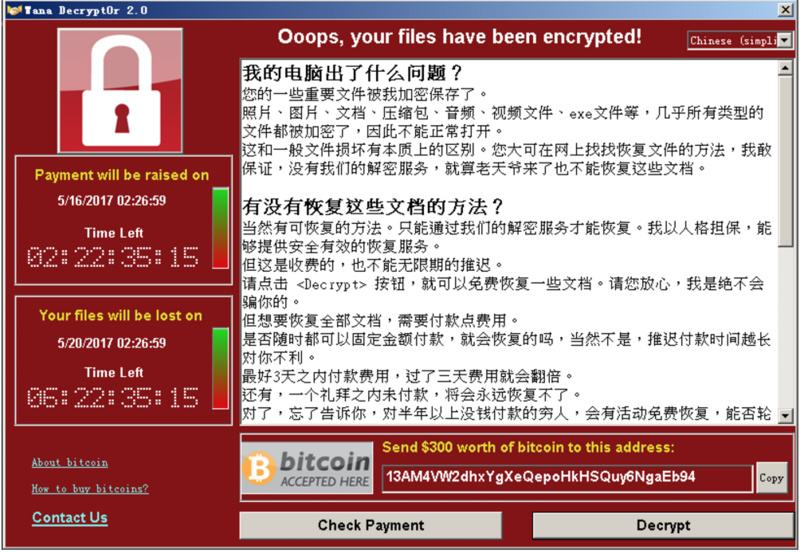 Wana Decrypt0r 2.0
Ooops, your files have been encrypted!
Chinese (simpli
Payment will be raised on
5/16/2017 02:26:59
Time Left
02:22:35:15
Your files will be lost on
5/20/2017 02:26:59
Time Left
06:22:35:15
About bitcoin
How to buy bitcoins?
Contact Us
我的电脑出了什么问题？
您的一些重要文件被我加密保存了。
照片、图片、文档、压缩包、音频、视频文件、exe文件等，几乎所有类型的
文件都被加密了，因此不能正常打开。
这和一般文件损坏有本质上的区别。您大可在网上找找恢复文件的方法，我敢
保证，没有我们的解密服务，就算老天爷来了也不能恢复这些文档。
有没有恢复这些文档的方法？
当然有可恢复的方法。只能通过我们的解密服务才能恢复。我以人格担保，能
够提供安全有效的恢复服务。
但这是收费的，也不能无限期的推迟。
请点击 <Decrypt> 按钮，就可以免费恢复一些文档。请您放心，我是绝不会
骗你的。
但想要恢复全部文档，需要付款点费用。
是否随时都可以固定金额付款，就会恢复的吗，当然不是，推迟付款时间越长
对你不利。
最好3天之内付款费用，过了三天费用就会翻倍。
还有，一个礼拜之内未付款，将会永远恢复不了。
对了，忘了告诉你，对半年以上没钱付款的穷人，会有活动免费恢复，能否轮
bitcoin
ACCEPTED HERE
Send $300 worth of bitcoin to this address:
13AM4VW2dhxYgXeQepoHkHSQuy6NgaEb94
Copy
Check Payment
Decrypt